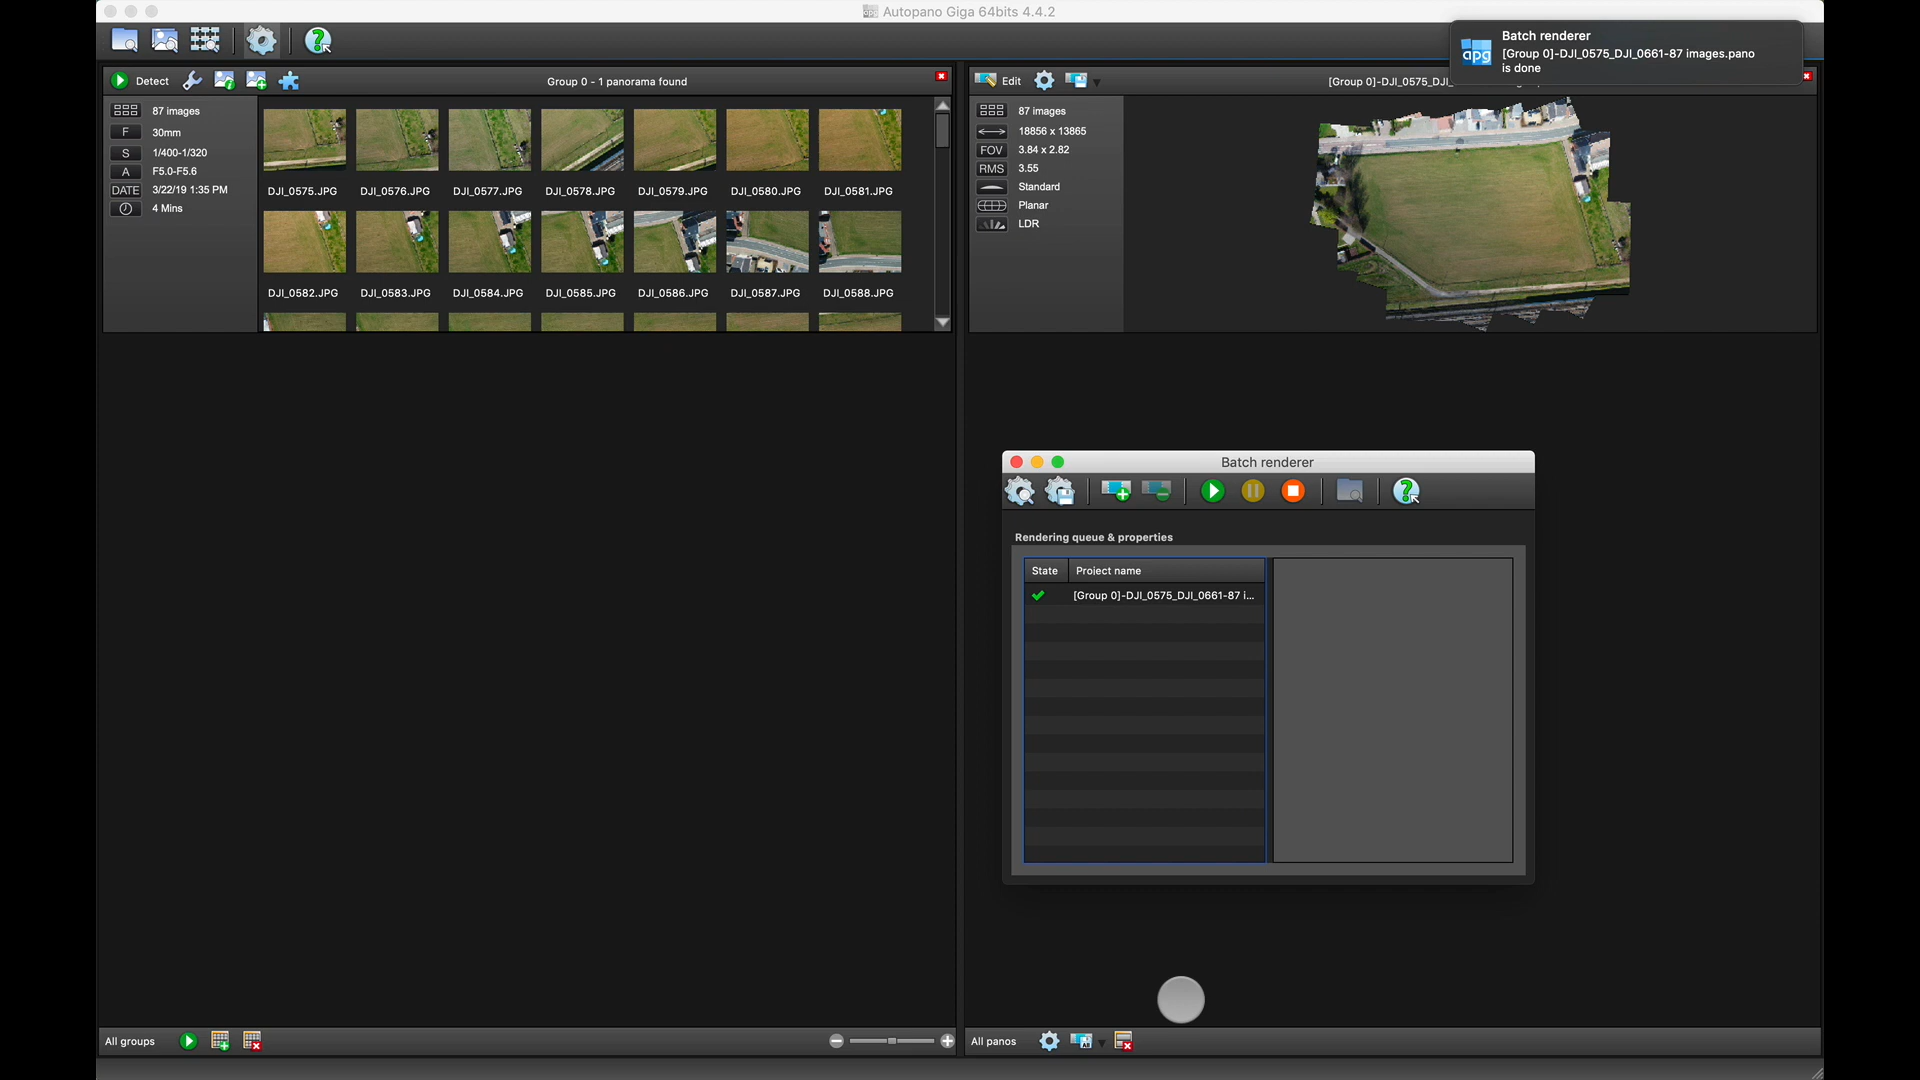 Autopano Giga 64bits 4.4.2
Batch renderer
[Group 0]-DJI_0575_DJI_0661-87 images.pano
is done
Detect
Group 0 - 1 panorama found
87 images
F 30mm
S 1/400-1/320
A F5.0-F5.6
DATE 3/22/19 1:35 PM
4 Mins
DJI_0575.JPG DJI_0576.JPG DJI_0577.JPG DJI_0578.JPG DJI_0579.JPG DJI_0580.JPG DJI_0581.JPG
DJI_0582.JPG DJI_0583.JPG DJI_0584.JPG DJI_0585.JPG DJI_0586.JPG DJI_0587.JPG DJI_0588.JPG
Edit
[Group 0]-DJI_0575_DJI_
87 images
18856 x 13865
FOV 3.84 x 2.82
RMS 3.55
Standard
Planar
LDR
Batch renderer
Rendering queue & properties
State Project name
[Group 0]-DJI_0575_DJI_0661-87 i...
All groups
All panos